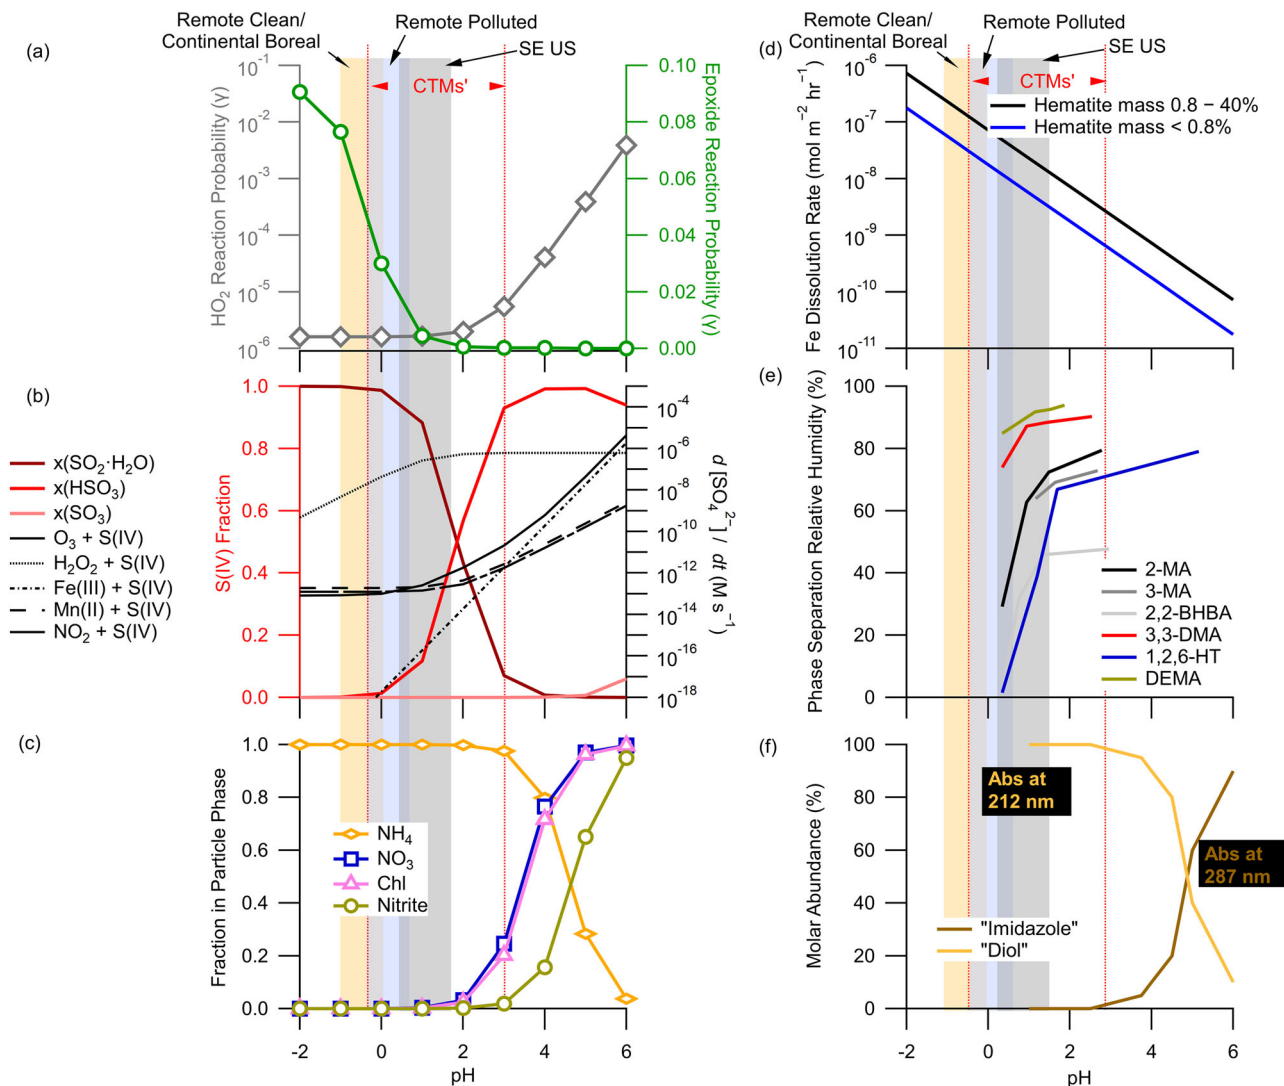 (a)
Remote Clean/
Continental Boreal
Remote Polluted
SE US
CTMs'
HO2 Reaction Probability (γ)
10−1
10−2
10−3
10−4
10−5
10−6
Epoxide Reaction Probability (γ)
0.10
0.08
0.06
0.04
0.02
0.00
(b)
x(SO2·H2O)
x(HSO3)
x(SO3)
O3 + S(IV)
H2O2 + S(IV)
Fe(III) + S(IV)
Mn(II) + S(IV)
NO2 + S(IV)
S(IV) Fraction
1.0
0.8
0.6
0.4
0.2
0.0
d [SO4 2−] / dt (M s−1)
10−4
10−6
10−8
10−10
10−12
10−14
10−16
10−18
(c)
Fraction in Particle Phase
1.0
0.8
0.6
0.4
0.2
0.0
NH4
NO3
Chl
Nitrite
-2 0 2 4 6
pH
(d)
Remote Clean/
Continental Boreal
Remote Polluted
SE US
CTMs'
Hematite mass 0.8 − 40%
Hematite mass < 0.8%
Fe Dissolution Rate (mol m−2 hr−1)
10−6
10−7
10−8
10−9
10−10
10−11
-2 0 2 4 6
(e)
Phase Separation Relative Humidity (%)
100
80
60
40
20
0
2-MA
3-MA
2,2-BHBA
3,3-DMA
1,2,6-HT
DEMA
(f)
Molar Abundance (%)
100
80
60
40
20
0
Abs at
212 nm
Abs at
287 nm
"Imidazole"
"Diol"
-2 0 2 4 6
pH